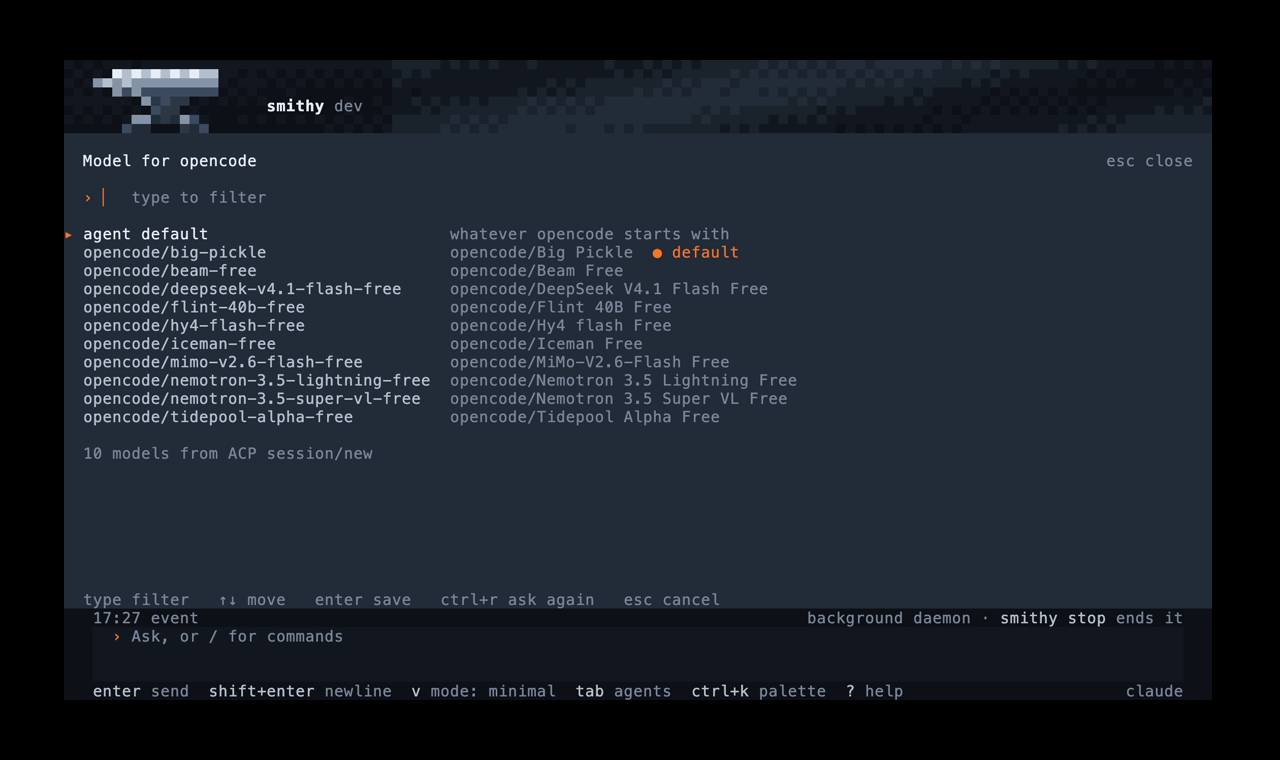 smithy dev
Model for opencode esc close
› type to filter
▸ agent default whatever opencode starts with
opencode/big-pickle opencode/Big Pickle ● default
opencode/beam-free opencode/Beam Free
opencode/deepseek-v4.1-flash-free opencode/DeepSeek V4.1 Flash Free
opencode/flint-40b-free opencode/Flint 40B Free
opencode/hy4-flash-free opencode/Hy4 flash Free
opencode/iceman-free opencode/Iceman Free
opencode/mimo-v2.6-flash-free opencode/MiMo-V2.6-Flash Free
opencode/nemotron-3.5-lightning-free opencode/Nemotron 3.5 Lightning Free
opencode/nemotron-3.5-super-vl-free opencode/Nemotron 3.5 Super VL Free
opencode/tidepool-alpha-free opencode/Tidepool Alpha Free
10 models from ACP session/new
type filter ↑↓ move enter save ctrl+r ask again esc cancel
17:27 event background daemon · smithy stop ends it
› Ask, or / for commands
enter send shift+enter newline v mode: minimal tab agents ctrl+k palette ? help claude